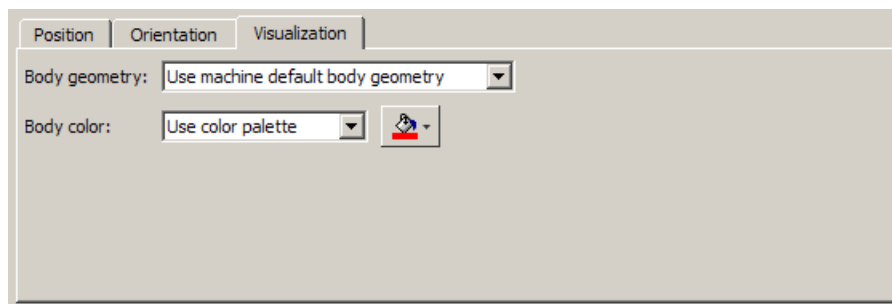 Position Orientation Visualization
Body geometry: Use machine default body geometry
Body color: Use color palette